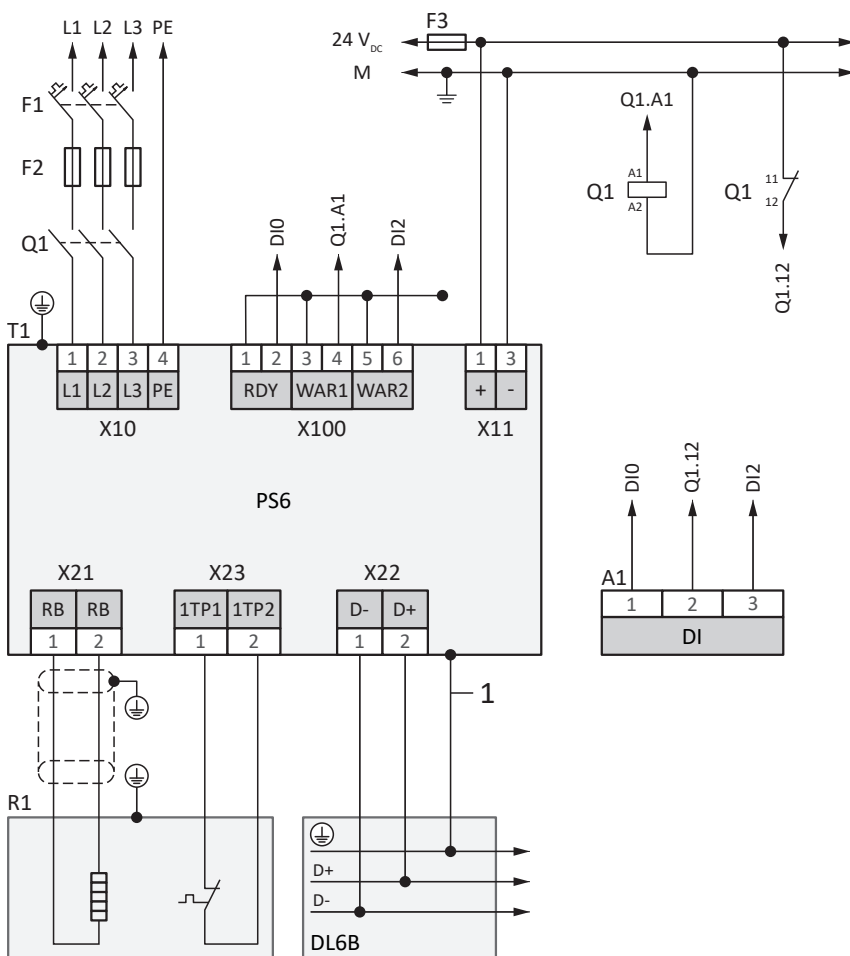 L1 L2 L3 PE
F3
24 V DC
M
F1
Q1.A1
F2
Q1
A1
A2
Q1
11
12
Q1
DI0
Q1.A1
DI2
Q1.12
T1
1 2 3 4
1 2 3 4 5 6
1 3
L1 L2 L3 PE
RDY WAR1 WAR2
+ -
X10
X100
X11
PS6
DI0
Q1.12
DI2
X21
X23
X22
A1
RB RB
1TP1 1TP2
D- D+
1 2 3
1 2
1 2
1 2
DI
1
R1
D+
D-
DL6B